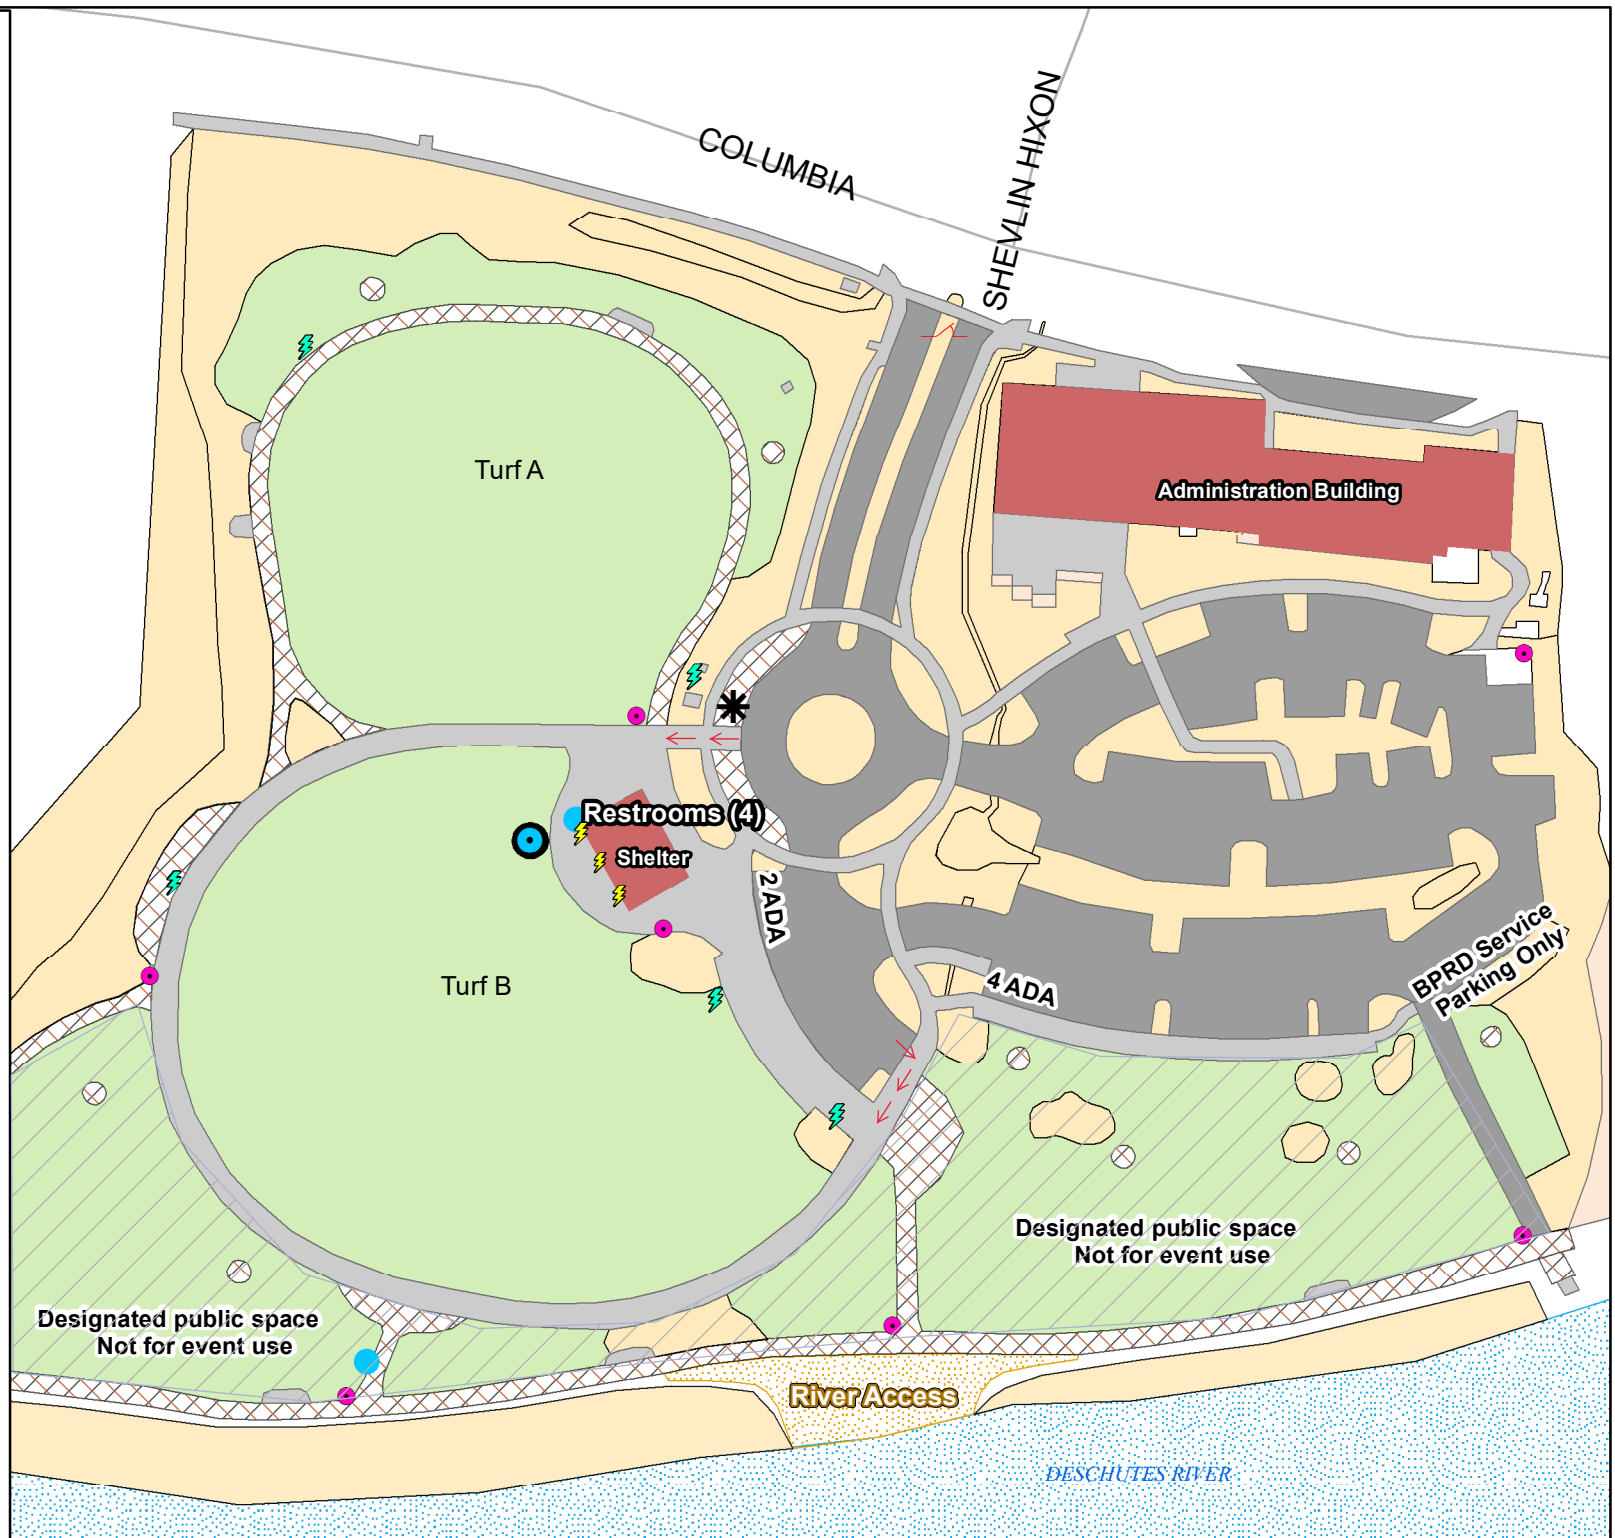 COLUMBIA
SHEVLIN HIXON
Turf A
Administration Building
Restrooms (4)
Shelter
2 ADA
Turf B
4 ADA
BPRD Service
Parking Only
Designated public space
Not for event use
Designated public space
Not for event use
River Access
DESCHUTES RIVER